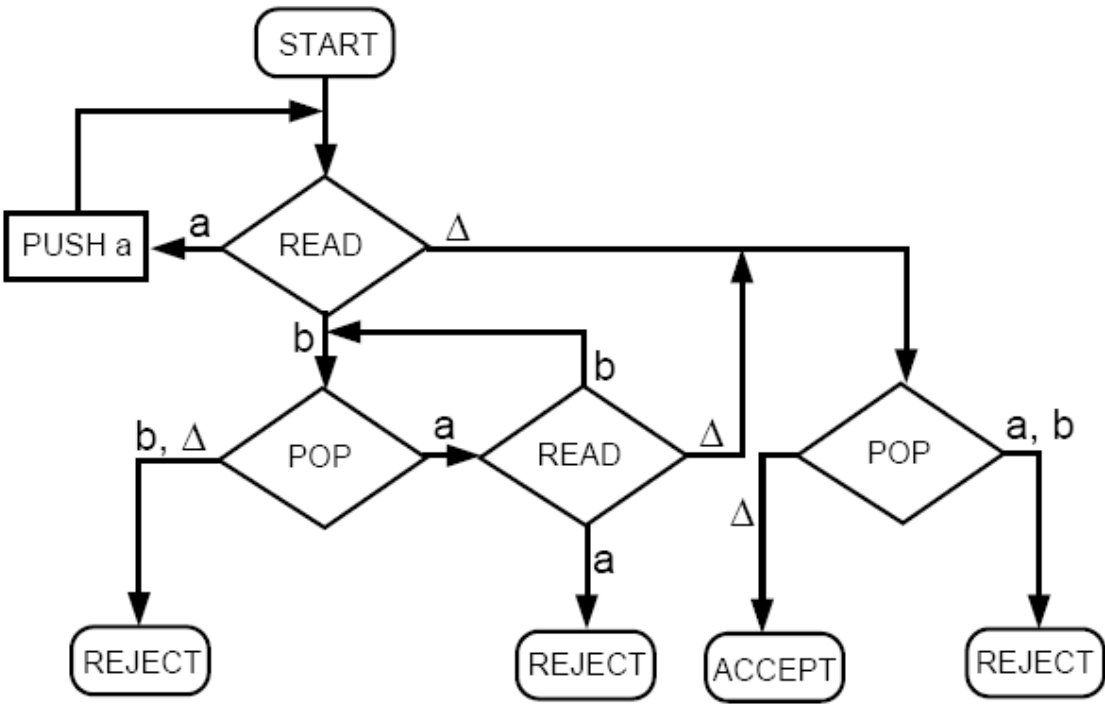 START
a
READ
Δ
PUSH a
b
b
b, Δ
POP
a
READ
Δ
POP
a, b
Δ
a
REJECT
REJECT
ACCEPT
REJECT